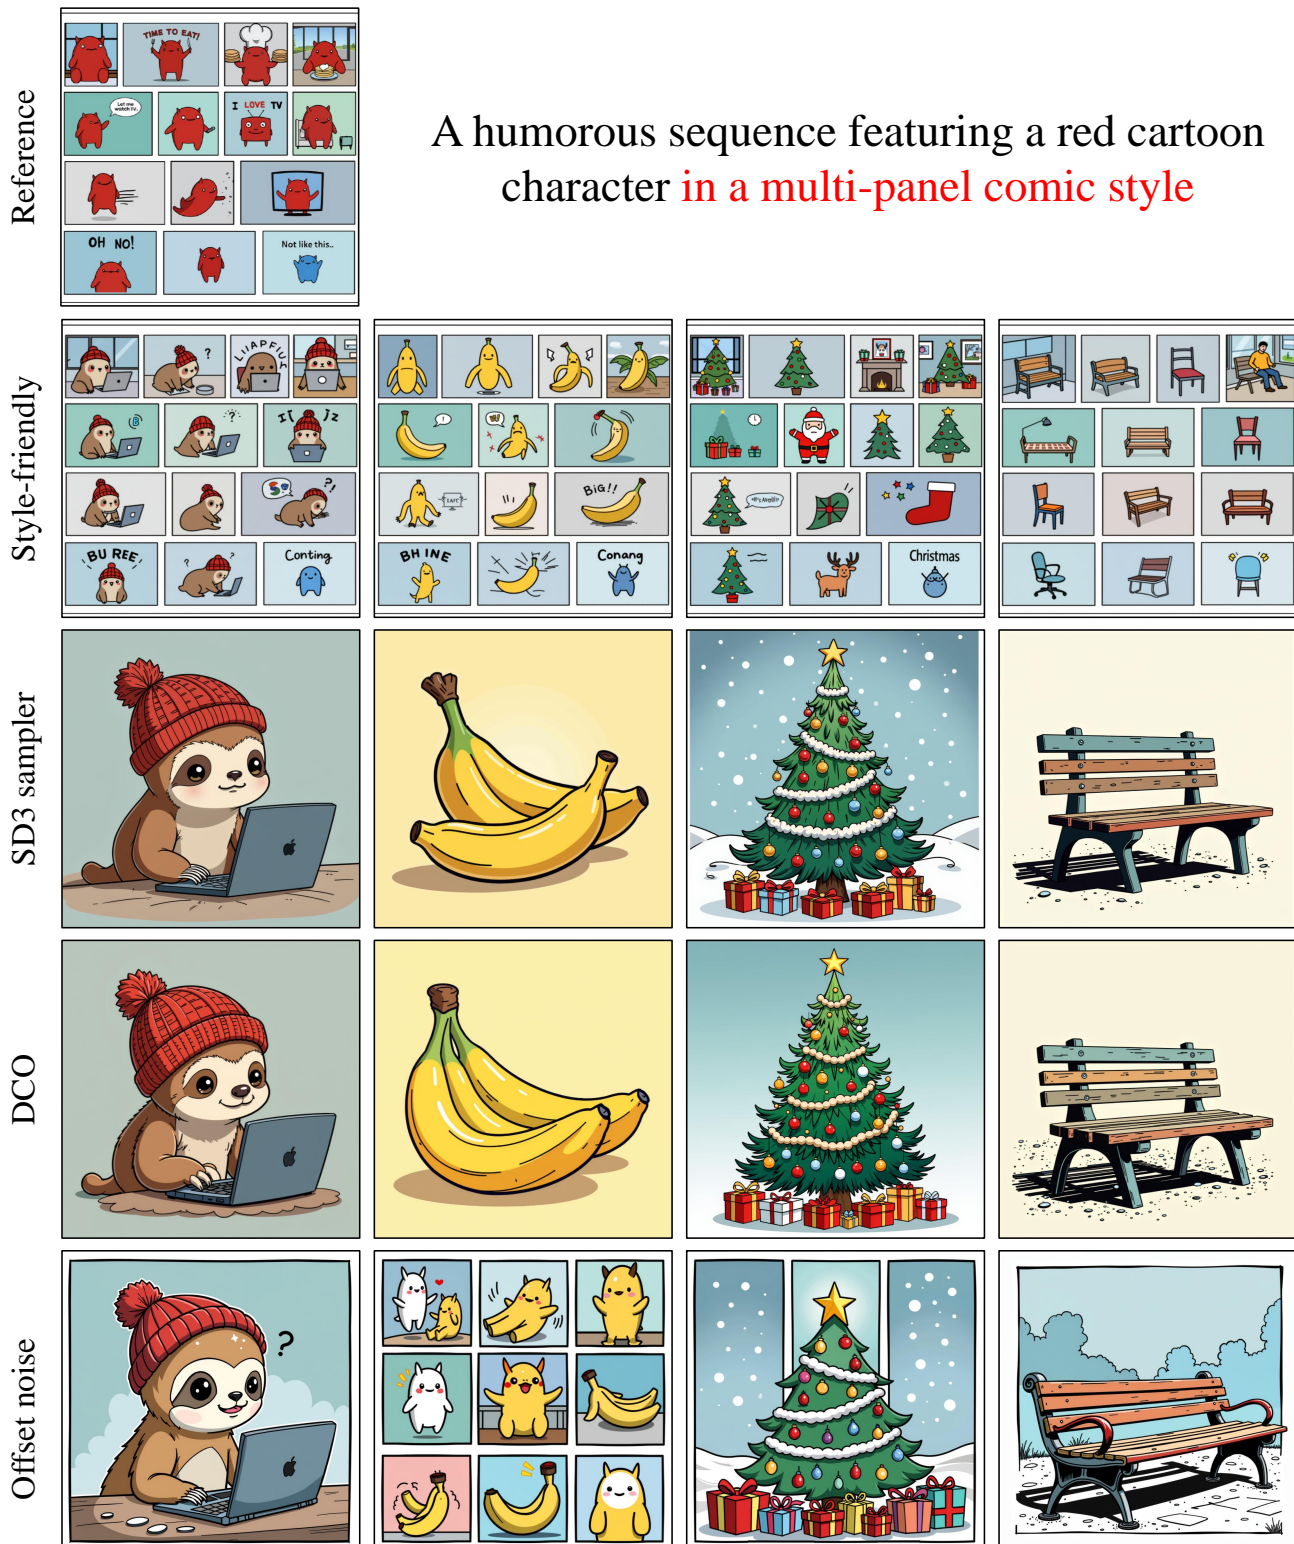 Reference
TIME TO EAT!
Let me
watch TV.
I LOVE TV
OH NO!
Not like this..
A humorous sequence featuring a red cartoon
character in a multi-panel comic style
Style-friendly
?
?
?!
BU REE
? ?
Conting
!
BiG!!
BH INE
Conang
Christmas
SD3 sampler
DCO
Offset noise
?